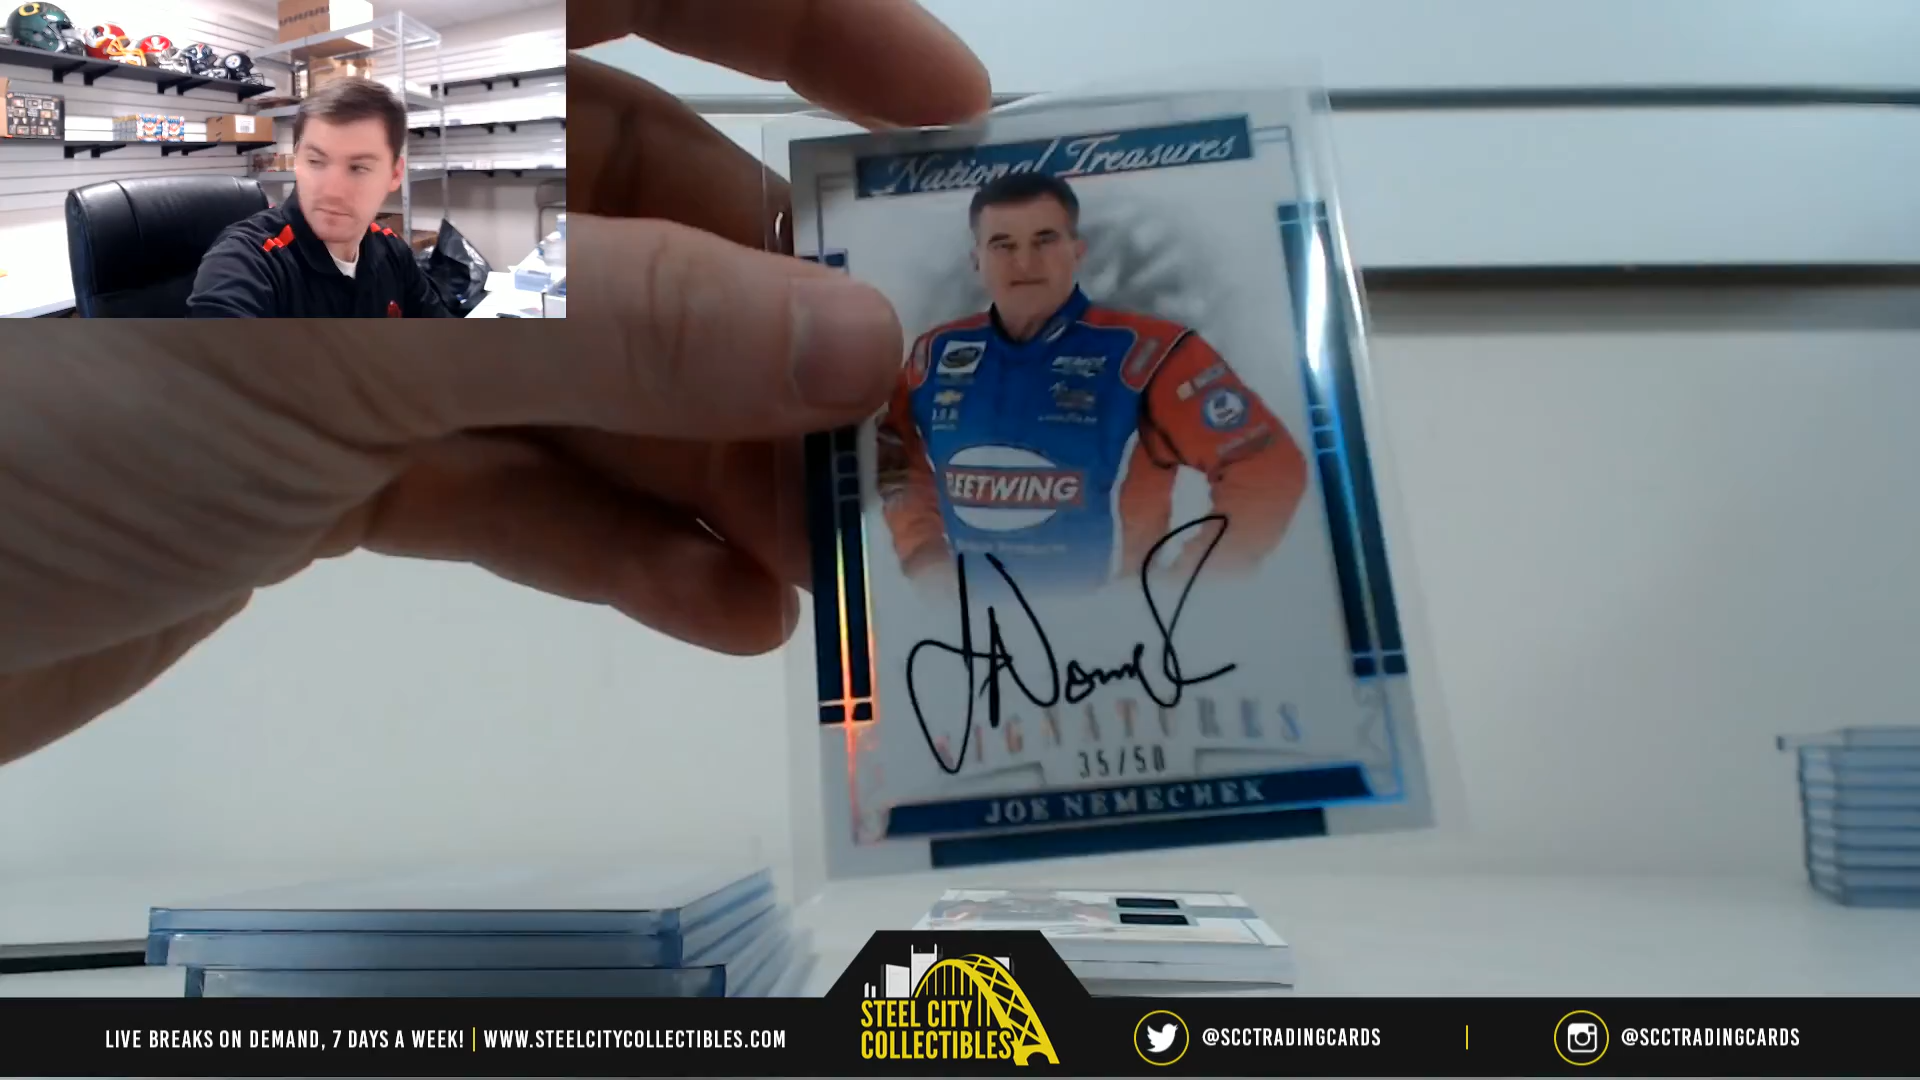 National Treasures
FLEETWING
SIGNATURES
35/50
JOE NEMECHEK
STEEL CITY
COLLECTIBLES
LIVE BREAKS ON DEMAND, 7 DAYS A WEEK! | WWW.STEELCITYCOLLECTIBLES.COM
@SCCTRADINGCARDS | @SCCTRADINGCARDS